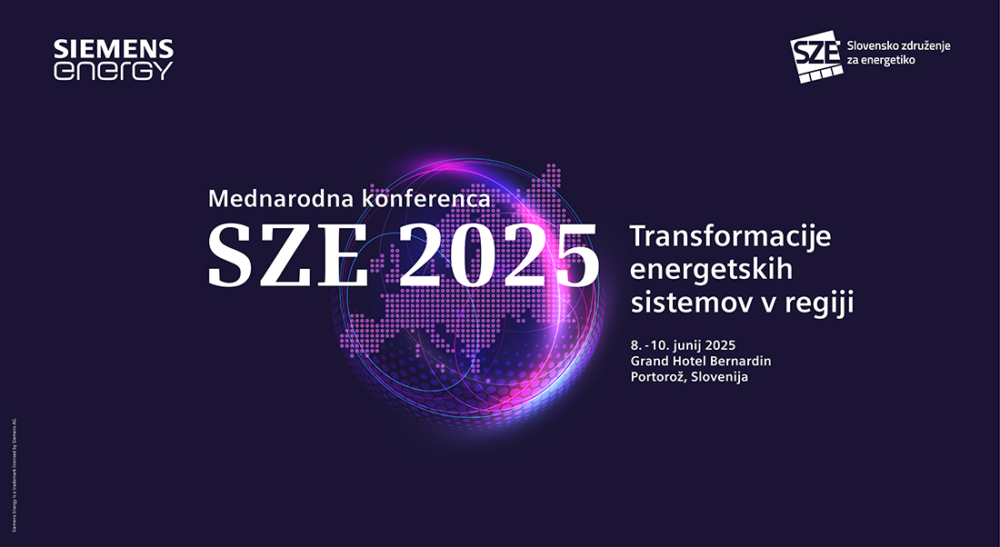 SIEMENS
energy
SZE
Slovensko združenje
za energetiko
Mednarodna konferenca
SZE 2025
Transformacije
energetskih
sistemov v regiji
8. - 10. junij 2025
Grand Hotel Bernardin
Portorož, Slovenija
Siemens Energy is a trademark licensed by Siemens AG.